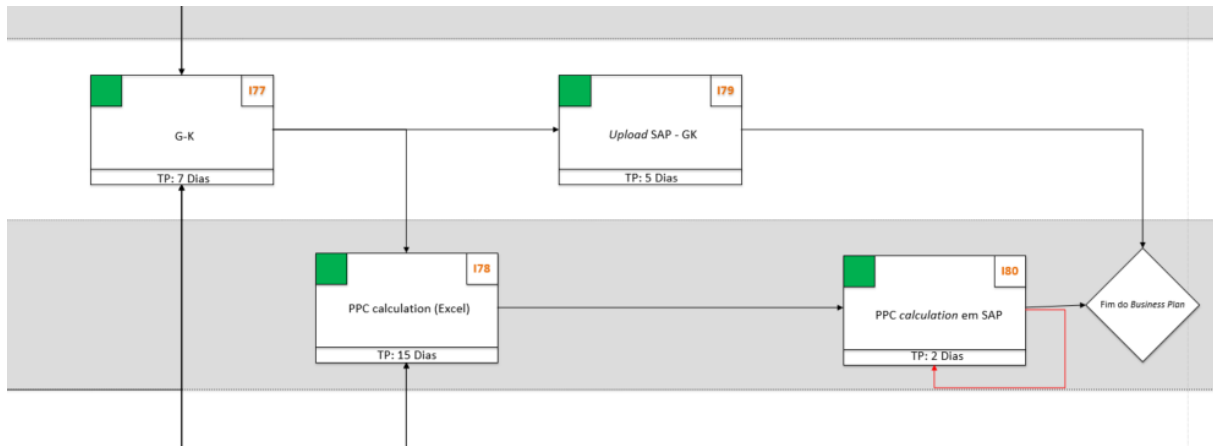 I77
G-K
TP: 7 Dias
I79
Upload SAP - GK
TP: 5 Dias
I78
PPC calculation (Excel)
TP: 15 Dias
I80
PPC calculation em SAP
TP: 2 Dias
Fim do Business Plan